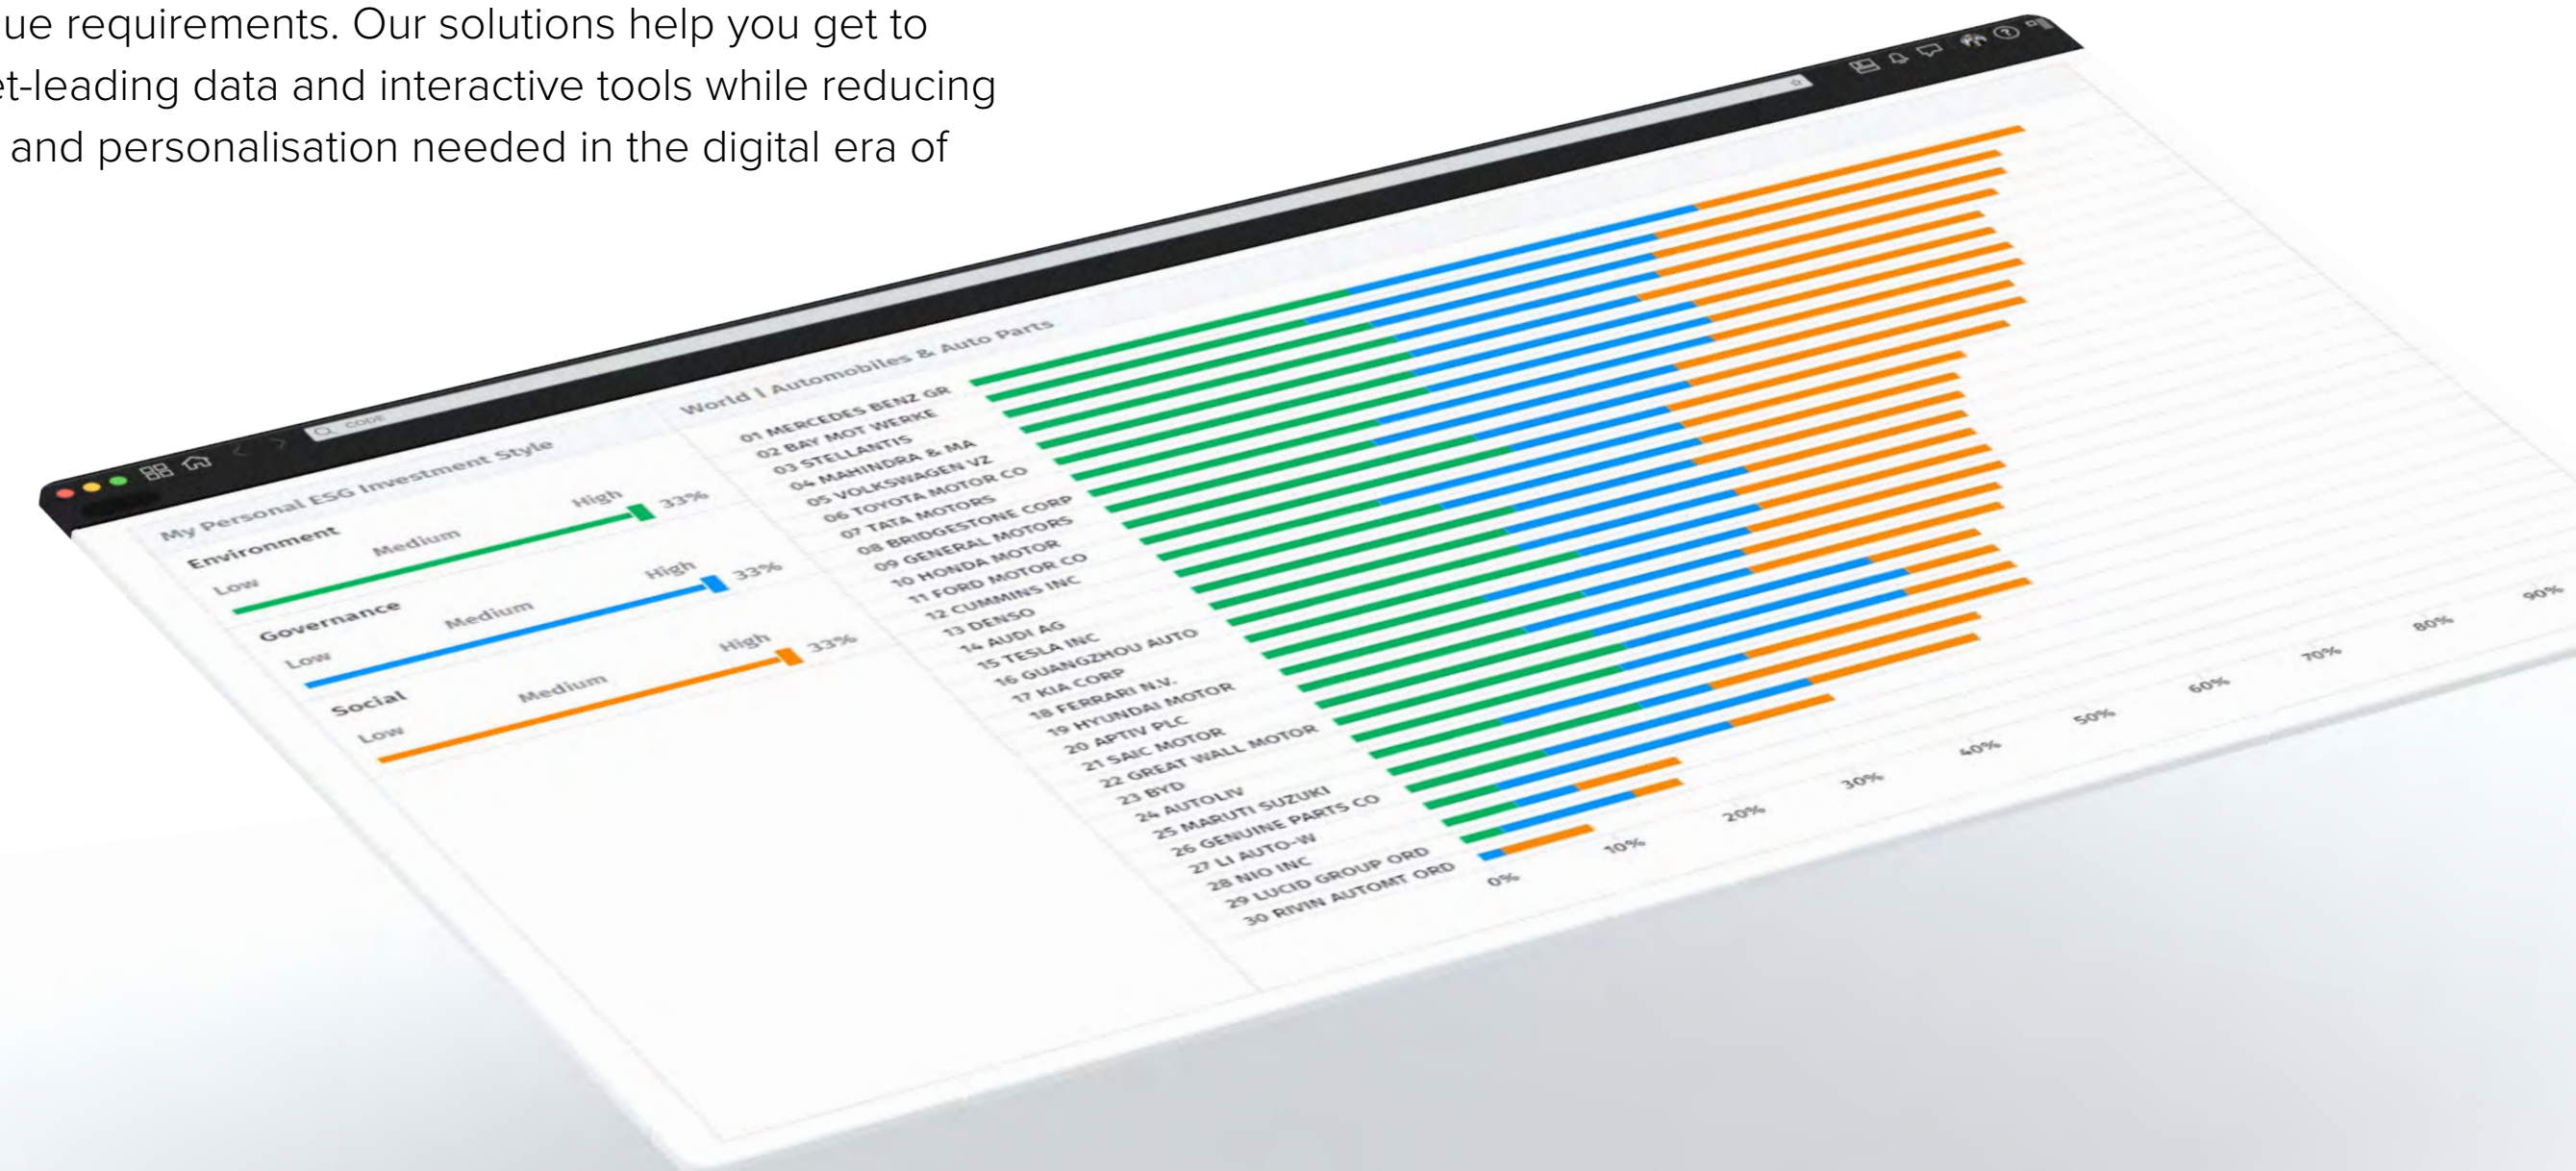 ue requirements. Our solutions help you get to
et-leading data and interactive tools while reducing
and personalisation needed in the digital era of
CODE
My Personal ESG Investment Style
Environment
Low Medium High 33%
Governance
Low Medium High 33%
Social
Low Medium High 33%
World | Automobiles & Auto Parts
01 MERCEDES BENZ GR
02 BAY MOT WERKE
03 STELLANTIS
04 MAHINDRA & MA
05 VOLKSWAGEN VZ
06 TOYOTA MOTOR CO
07 TATA MOTORS
08 BRIDGESTONE CORP
09 GENERAL MOTORS
10 HONDA MOTOR
11 FORD MOTOR CO
12 CUMMINS INC
13 DENSO
14 AUDI AG
15 TESLA INC
16 GUANGZHOU AUTO
17 KIA CORP
18 FERRARI N.V.
19 HYUNDAI MOTOR
20 APTIV PLC
21 SAIC MOTOR
22 GREAT WALL MOTOR
23 BYD
24 AUTOLIV
25 MARUTI SUZUKI
26 GENUINE PARTS CO
27 LI AUTO-W
28 NIO INC
29 LUCID GROUP ORD
30 RIVIN AUTOMT ORD
0% 10% 20% 30% 40% 50% 60% 70% 80% 90%